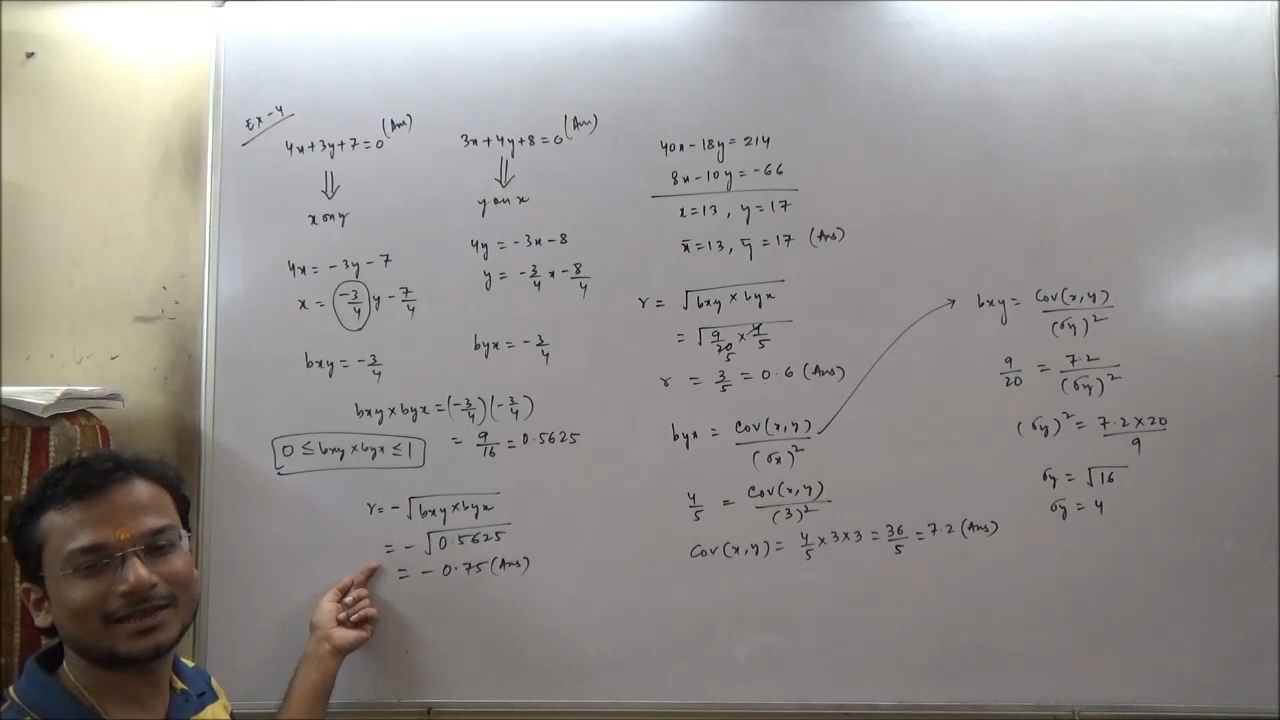 Ex-4
4x+3y+7=0 (Ans)
⇓
x on y
4x = -3y-7
x = -3/4 y - 7/4
bxy = -3/4
3x+4y+8=0 (Ans)
⇓
y on x
4y = -3x-8
y = -3/4 x - 8/4
byx = -3/4
bxy × byx = (-3/4)(-3/4)
= 9/16 = 0.5625
0 ≤ bxy × byx ≤ 1
r = -√bxy×byx
= -√0.5625
= - 0.75 (Ans)
40x-18y=214
8x-10y=-66
x=13, y=17
x̄=13, ȳ=17 (Ans)
r = √bxy × byx
= √9/20 × 4/5
5
r = 3/5 = 0.6 (Ans)
byx = Cov(x,y)/(σx)²
4/5 = Cov(x,y)/(3)²
Cov(x,y) = 4/5 ×3×3 = 36/5 = 7.2 (Ans)
bxy = Cov(x,y)/(σy)²
9/20 = 7.2/(σy)²
(σy)² = 7.2×20/9
σy = √16
σy = 4